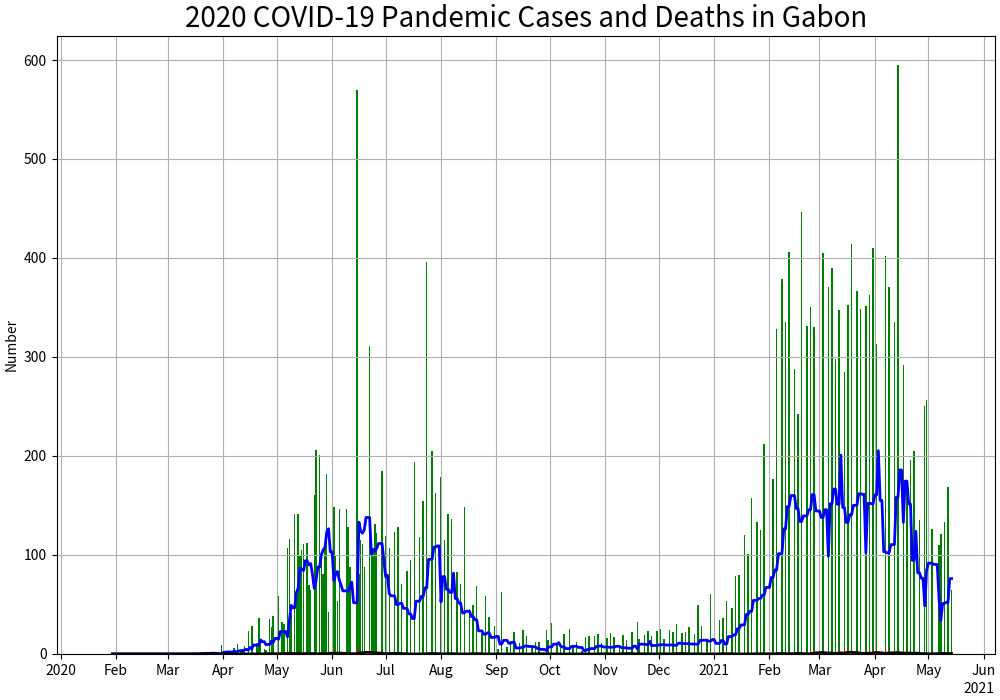 2020 COVID-19 Pandemic Cases and Deaths in Gabon
600
500
400
300
200
100
0
Number
2020 Feb Mar Apr May Jun Jul Aug Sep Oct Nov Dec 2021 Feb Mar Apr May Jun
2021